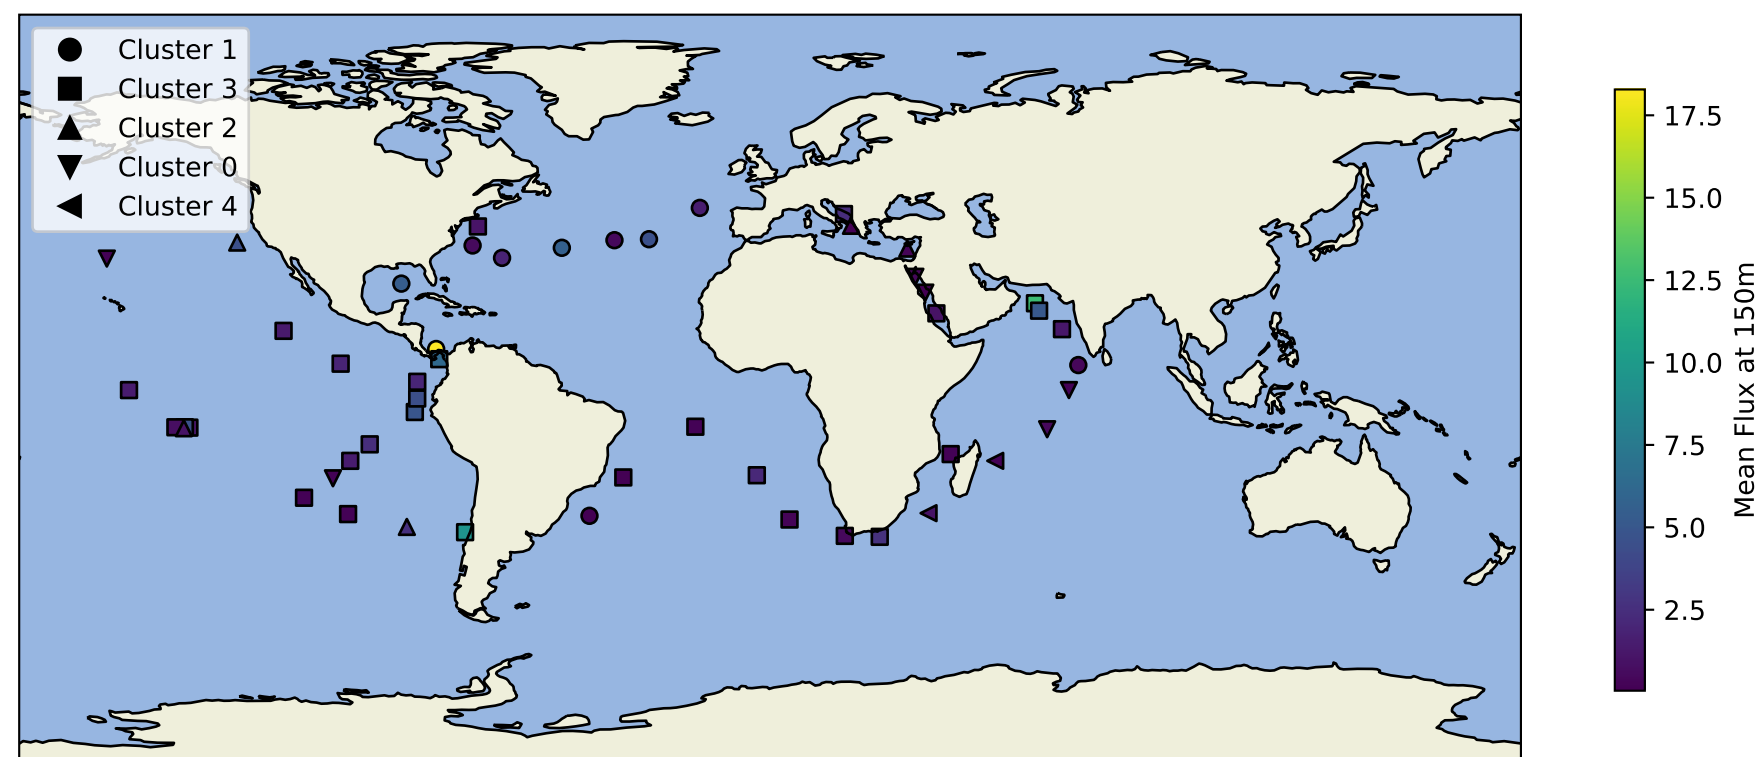 Cluster 1
Cluster 3
Cluster 2
Cluster 0
Cluster 4
17.5
15.0
12.5
10.0
7.5
5.0
2.5
Mean Flux at 150m